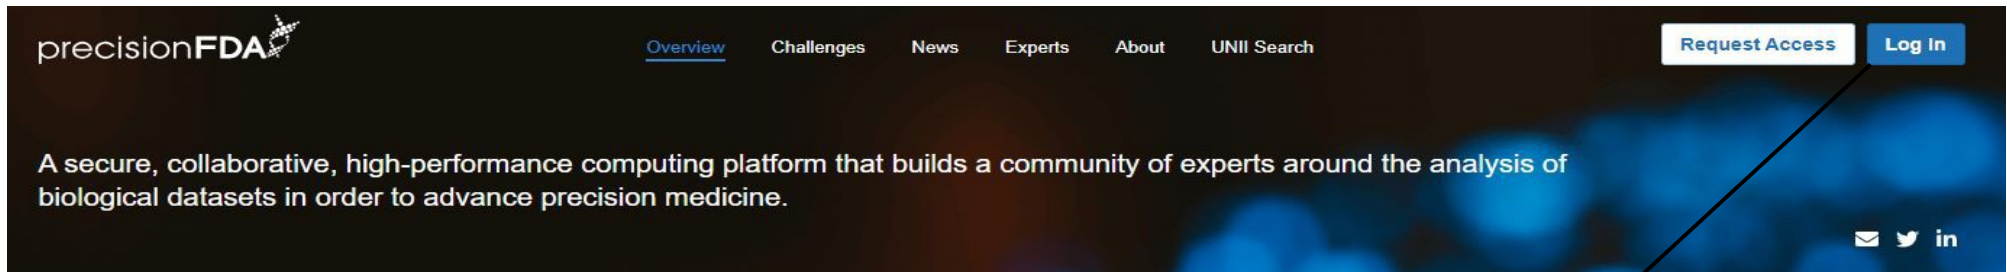 precisionFDA
Overview Challenges News Experts About UNII Search
Request Access Log In
A secure, collaborative, high-performance computing platform that builds a community of experts around the analysis of
biological datasets in order to advance precision medicine.
in